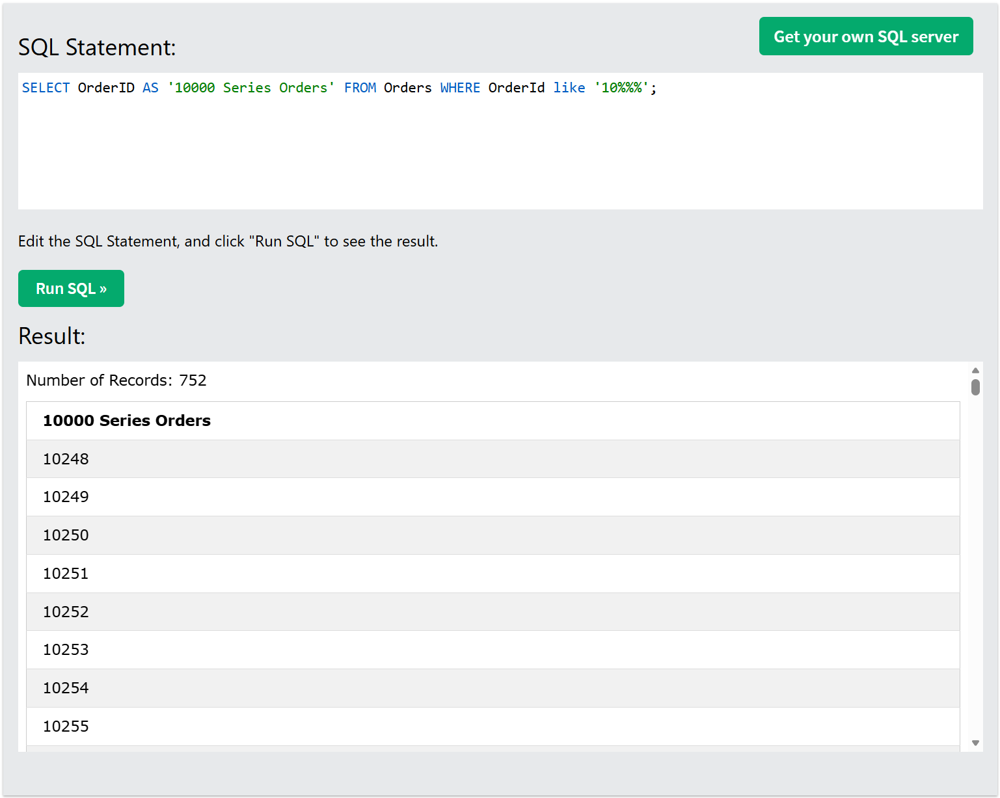 Get your own SQL server
SQL Statement:
SELECT OrderID AS '10000 Series Orders' FROM Orders WHERE OrderId like '10%%%';
Edit the SQL Statement, and click "Run SQL" to see the result.
Run SQL »
Result:
Number of Records: 752
10000 Series Orders
10248
10249
10250
10251
10252
10253
10254
10255